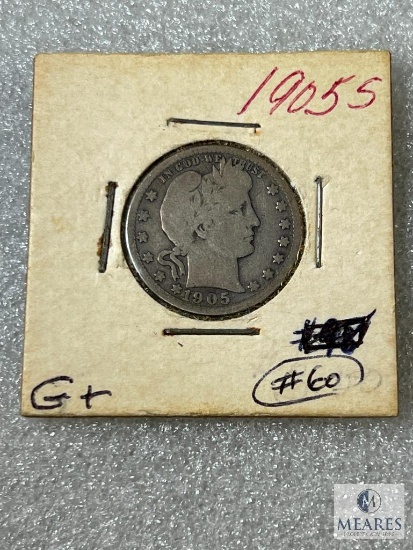 1905 S
IN GOD WE TRUST
1905
#60
G+
MEARES